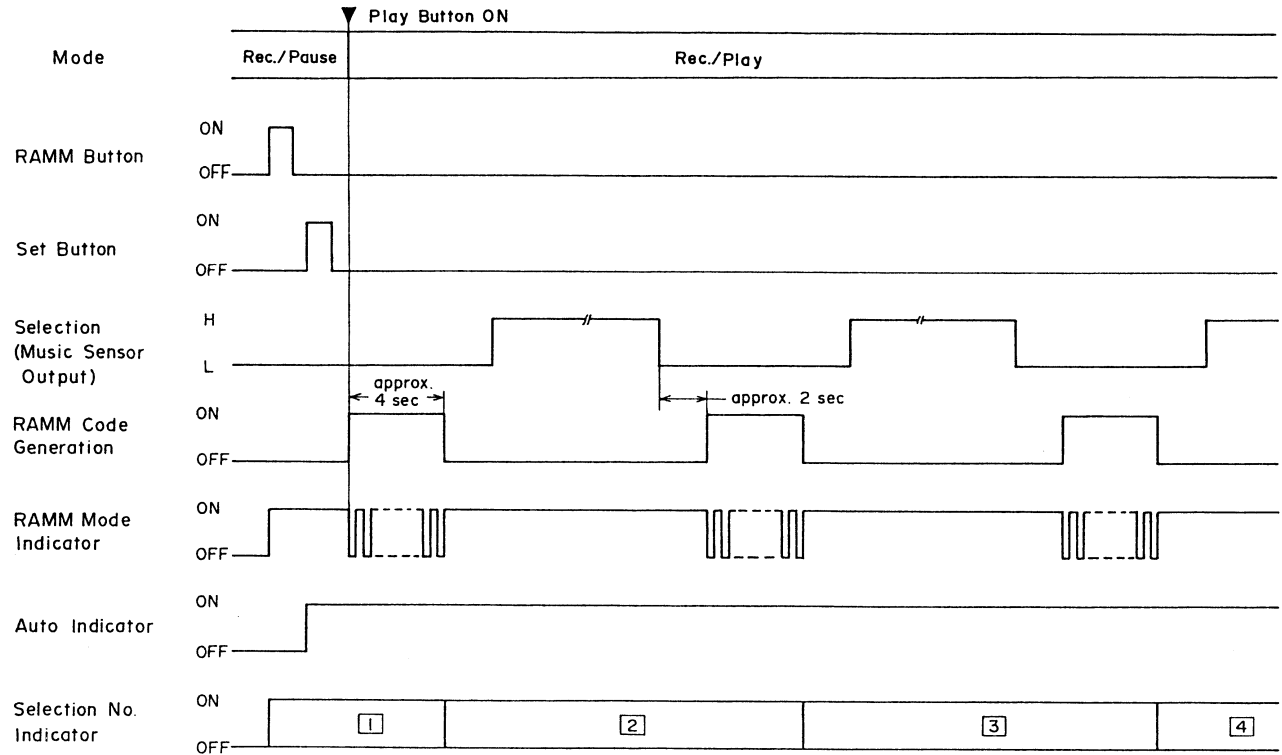 ▼ Play Button ON
Mode Rec./Pause Rec./Play
RAMM Button
ON
OFF
Set Button
ON
OFF
Selection
(Music Sensor
Output)
H
L
approx.
4 sec
approx. 2 sec
RAMM Code
Generation
ON
OFF
RAMM Mode
Indicator
ON
OFF
Auto Indicator
ON
OFF
Selection No.
Indicator
ON
OFF
1 2 3 4